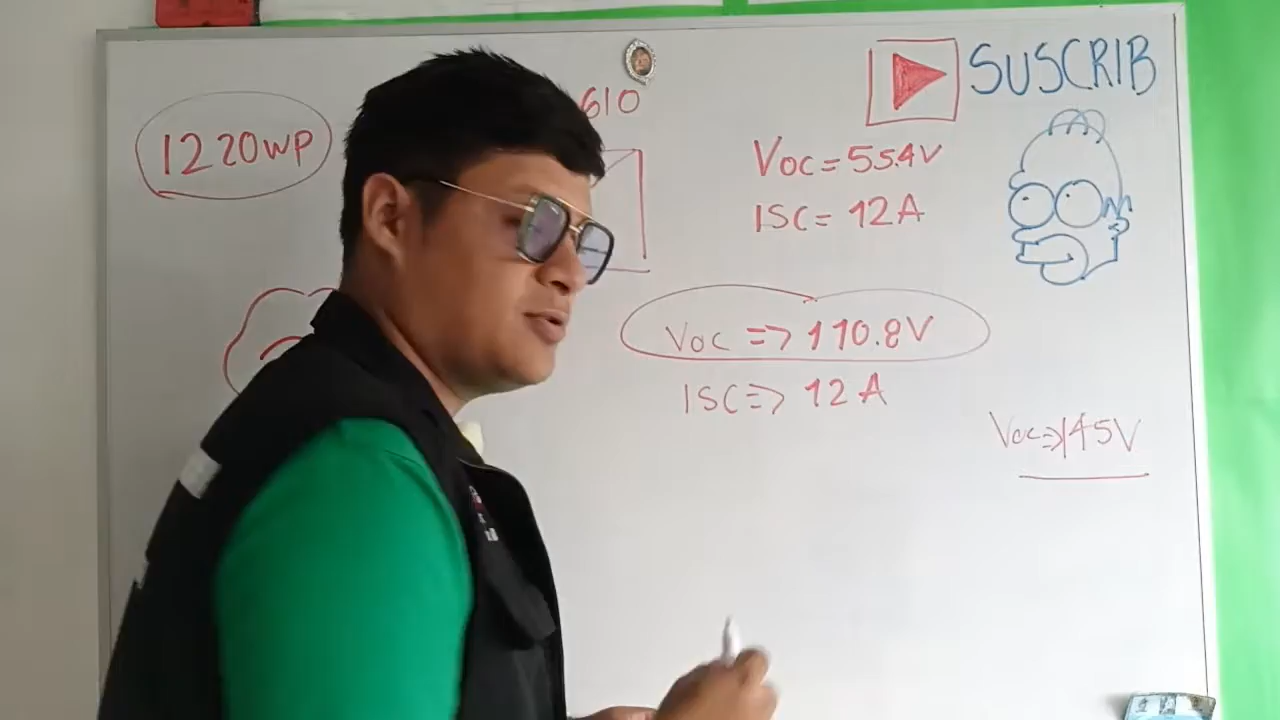 610
SUSCRIB
1220WP
Voc = 55.4V
ISC = 12A
Voc => 110.8V
ISC => 12A
Voc => 145V